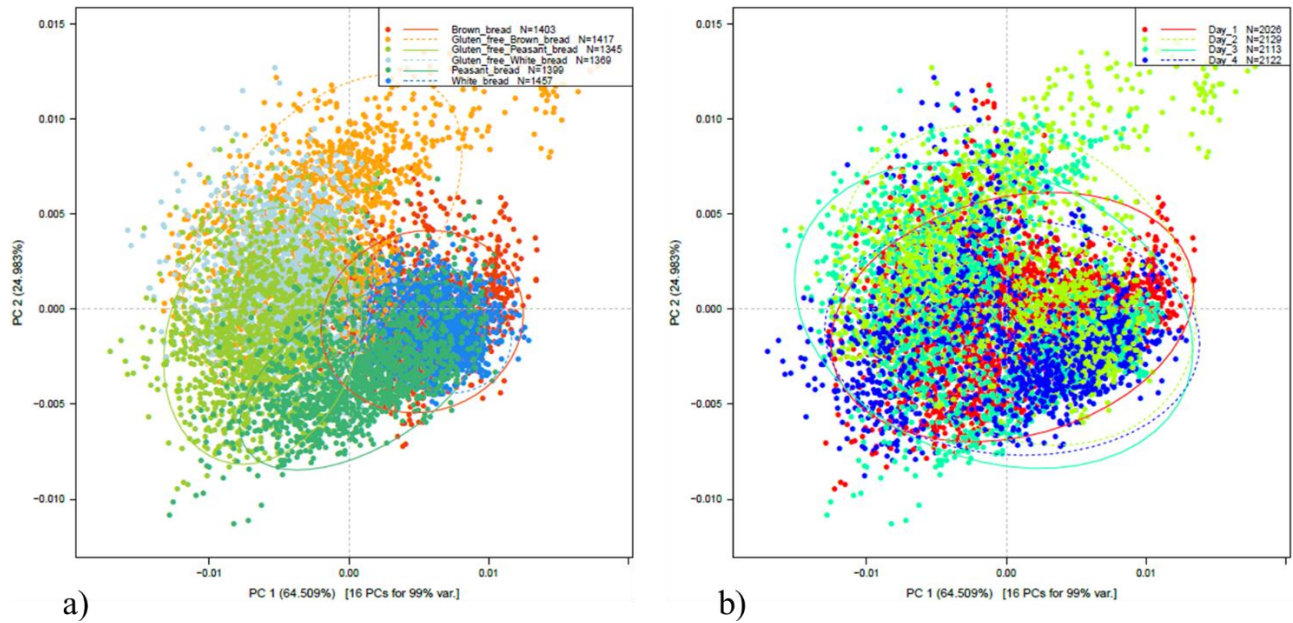 0.015
0.010
0.005
0.000
−0.005
−0.010
PC 2 (24.983%)
Brown_bread N=1403
Gluten_free_Brown_bread N=1417
Gluten_free_Peasant_bread N=1345
Gluten_free_White_bread N=1369
Peasant_bread N=1399
White_bread N=1457
−0.01
0.00
0.01
PC 1 (64.509%) [16 PCs for 99% var.]
a)
0.015
0.010
0.005
0.000
−0.005
−0.010
PC 2 (24.983%)
Day_1 N=2026
Day_2 N=2129
Day_3 N=2113
Day_4 N=2122
−0.01
0.00
0.01
PC 1 (64.509%) [16 PCs for 99% var.]
b)